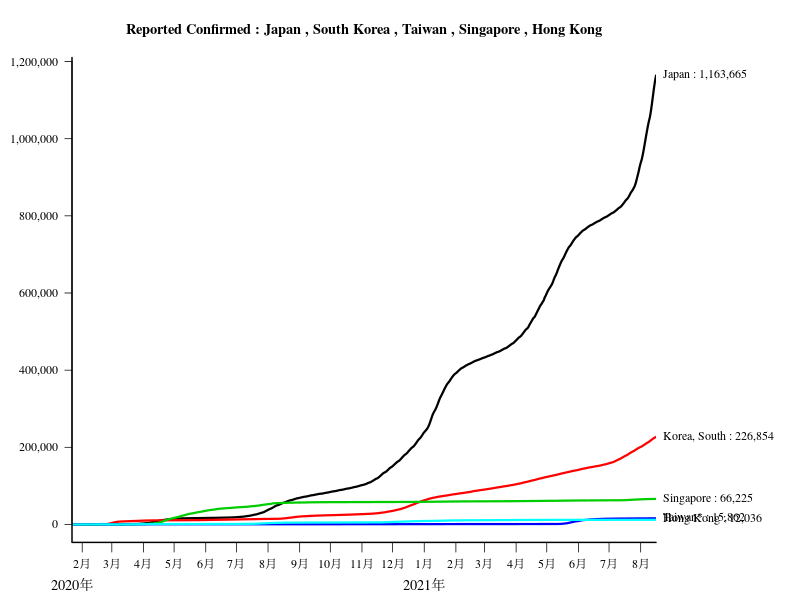 Reported Confirmed : Japan , South Korea , Taiwan , Singapore , Hong Kong
1,200,000
1,000,000
800,000
600,000
400,000
200,000
0
Japan : 1,163,665
Korea, South : 226,854
Singapore : 66,225
Hong Kong : 12,036
2月 3月 4月 5月 6月 7月 8月 9月 10月 11月 12月 1月 2月 3月 4月 5月 6月 7月 8月
2020年 2021年